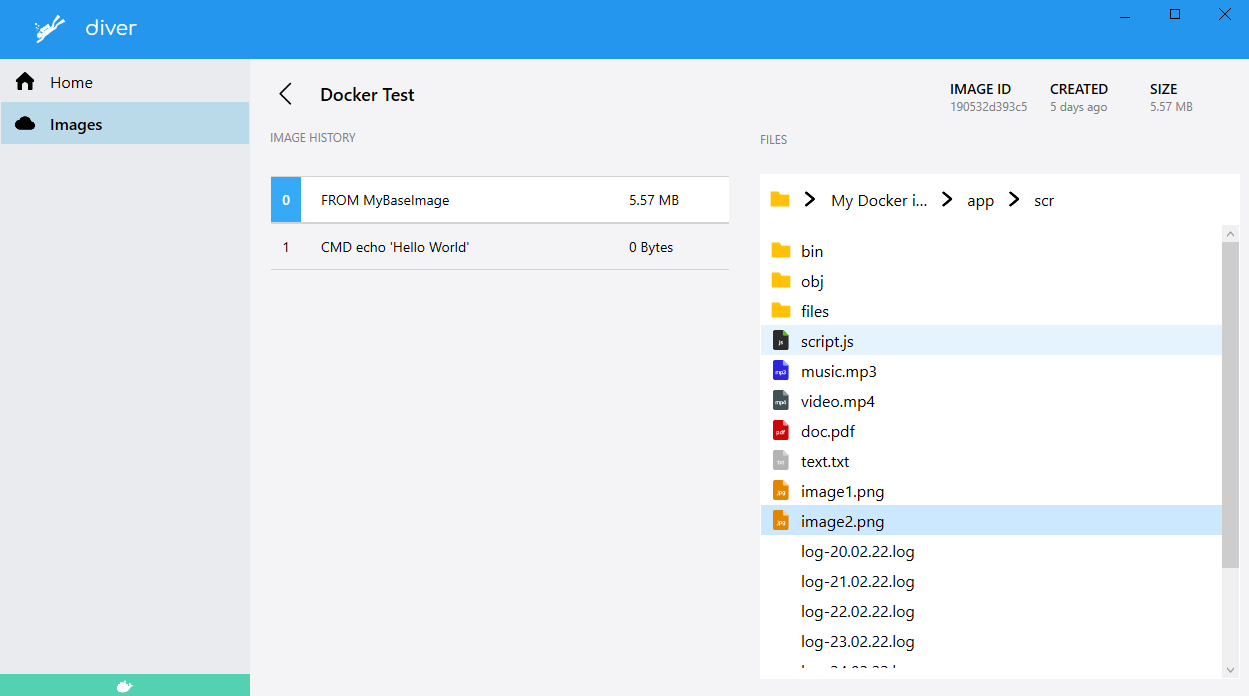 diver
Home
Images
Docker Test
IMAGE ID
190532d393c5
CREATED
5 days ago
SIZE
5.57 MB
IMAGE HISTORY
0 FROM MyBaseImage 5.57 MB
1 CMD echo 'Hello World' 0 Bytes
FILES
My Docker i... app scr
bin
obj
files
js script.js
mp3 music.mp3
mp4 video.mp4
pdf doc.pdf
txt text.txt
jpg image1.png
jpg image2.png
log-20.02.22.log
log-21.02.22.log
log-22.02.22.log
log-23.02.22.log